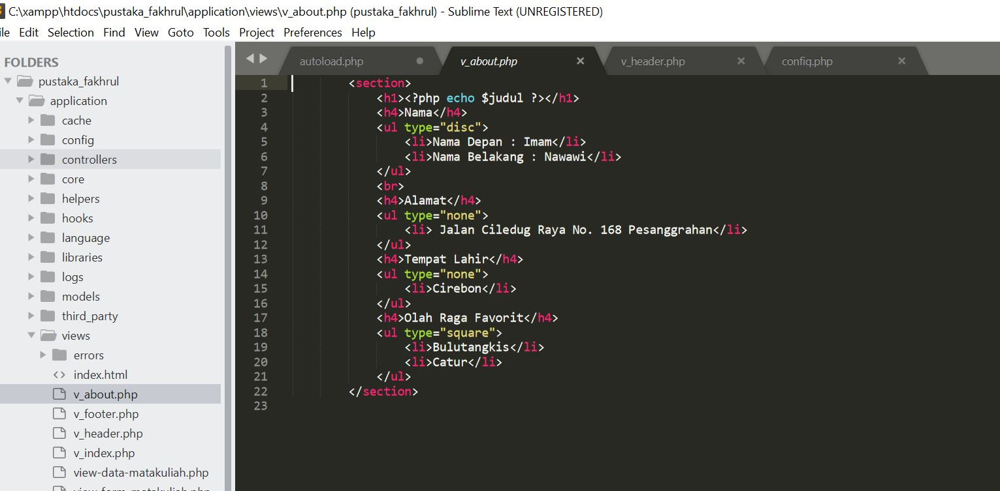 C:\xampp\htdocs\pustaka_fakhrul\application\views\v_about.php (pustaka_fakhrul) - Sublime Text (UNREGISTERED)
ile Edit Selection Find View Goto Tools Project Preferences Help
FOLDERS
pustaka_fakhrul
application
cache
config
controllers
core
helpers
hooks
language
libraries
logs
models
third_party
views
errors
index.html
v_about.php
v_footer.php
v_header.php
v_index.php
view-data-matakuliah.php
view-form-matakuliah.php
autoload.php v_about.php v_header.php config.php
1 <section>
2 <h1><?php echo $judul ?></h1>
3 <h4>Nama</h4>
4 <ul type="disc">
5 <li>Nama Depan : Imam</li>
6 <li>Nama Belakang : Nawawi</li>
7 </ul>
8 <br>
9 <h4>Alamat</h4>
10 <ul type="none">
11 <li> Jalan Ciledug Raya No. 168 Pesanggrahan</li>
12 </ul>
13 <h4>Tempat Lahir</h4>
14 <ul type="none">
15 <li>Cirebon</li>
16 </ul>
17 <h4>Olah Raga Favorit</h4>
18 <ul type="square">
19 <li>Bulutangkis</li>
20 <li>Catur</li>
21 </ul>
22 </section>
23